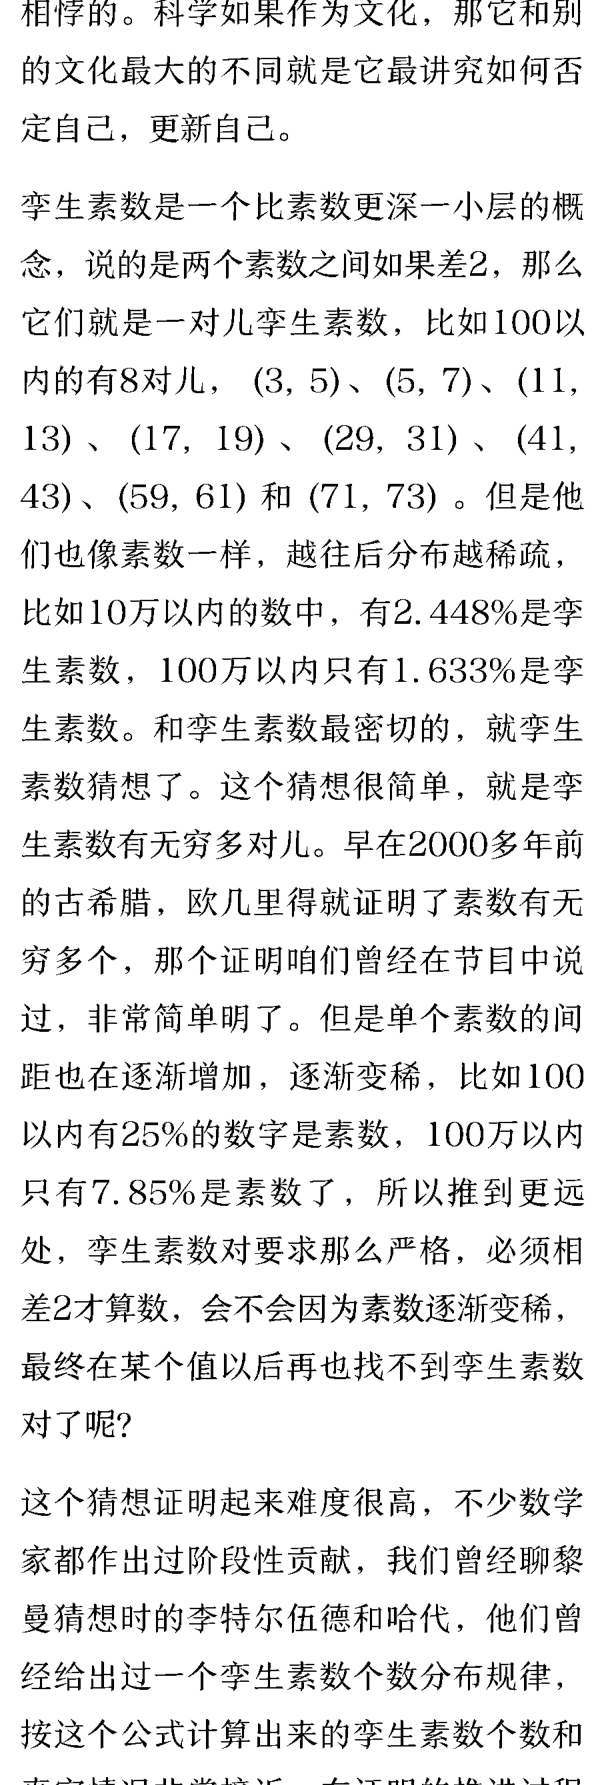 相悖的。科学如果作为文化，那它和别
的文化最大的不同就是它最讲究如何否
定自己，更新自己。
孪生素数是一个比素数更深一小层的概
念，说的是两个素数之间如果差2，那么
它们就是一对儿孪生素数，比如100以
内的有8对儿， (3, 5)、(5, 7)、(11,
13) 、 (17, 19) 、 (29, 31) 、 (41,
43)、(59, 61) 和 (71, 73) 。但是他
们也像素数一样，越往后分布越稀疏，
比如10万以内的数中，有2.448%是孪
生素数，100万以内只有1.633%是孪
生素数。和孪生素数最密切的，就孪生
素数猜想了。这个猜想很简单，就是孪
生素数有无穷多对儿。早在2000多年前
的古希腊，欧几里得就证明了素数有无
穷多个，那个证明咱们曾经在节目中说
过，非常简单明了。但是单个素数的间
距也在逐渐增加，逐渐变稀，比如100
以内有25%的数字是素数，100万以内
只有7.85%是素数了，所以推到更远
处，孪生素数对要求那么严格，必须相
差2才算数，会不会因为素数逐渐变稀，
最终在某个值以后再也找不到孪生素数
对了呢?
这个猜想证明起来难度很高，不少数学
家都作出过阶段性贡献，我们曾经聊黎
曼猜想时的李特尔伍德和哈代，他们曾
经给出过一个孪生素数个数分布规律，
按这个公式计算出来的孪生素数个数和